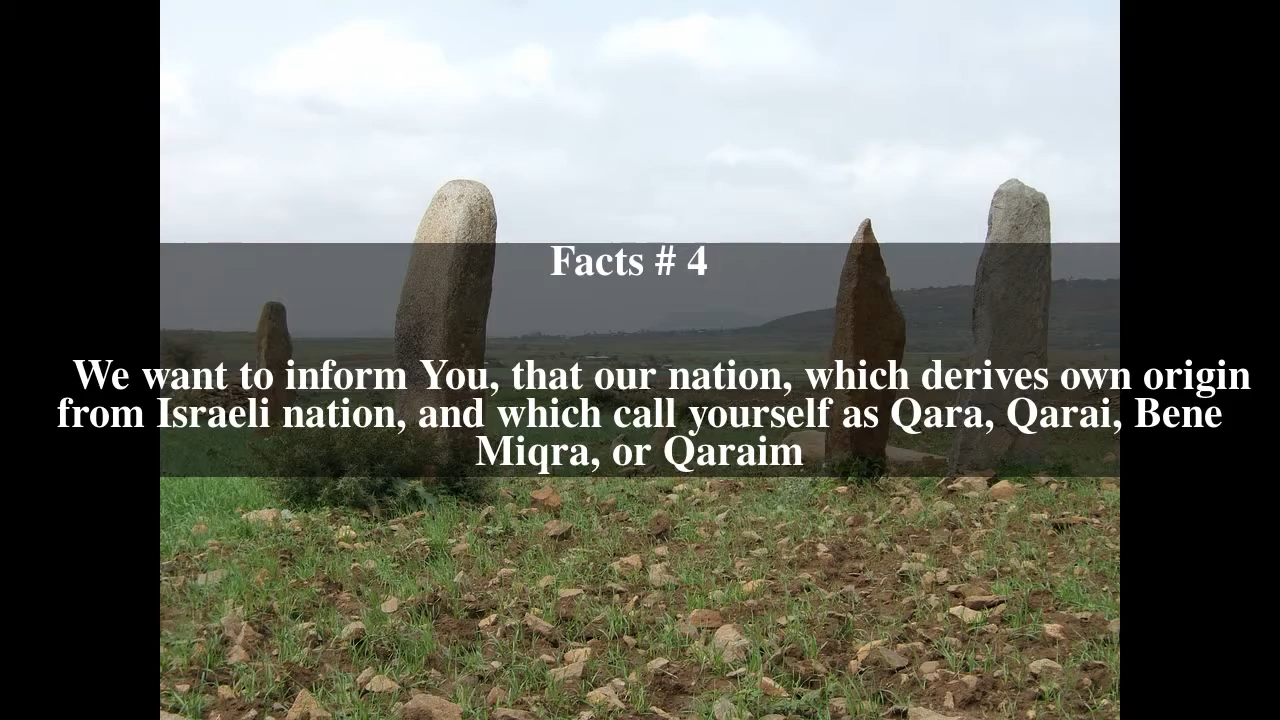 Facts # 4
We want to inform You, that our nation, which derives own origin
from Israeli nation, and which call yourself as Qara, Qarai, Bene
Miqra, or Qaraim